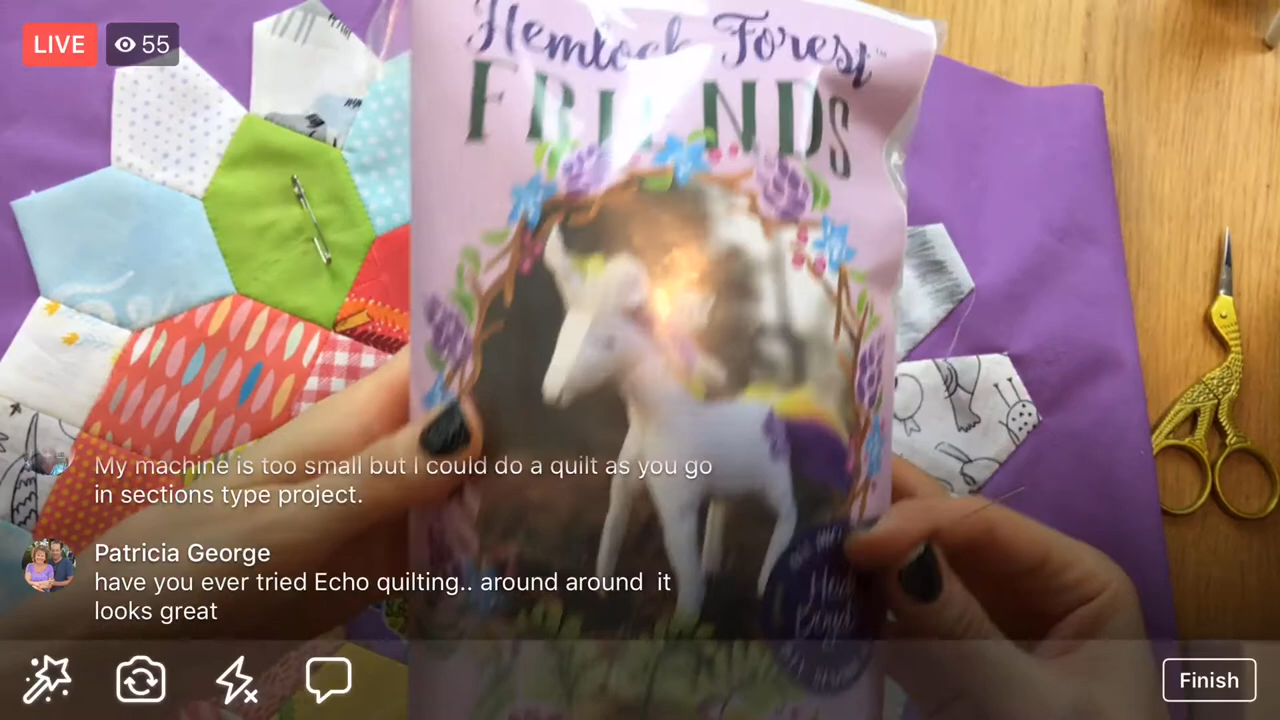 LIVE
55
Hemlock Forest™
FRIENDS
My machine is too small but I could do a quilt as you go
in sections type project.
Patricia George
have you ever tried Echo quilting.. around around it
looks great
Finish